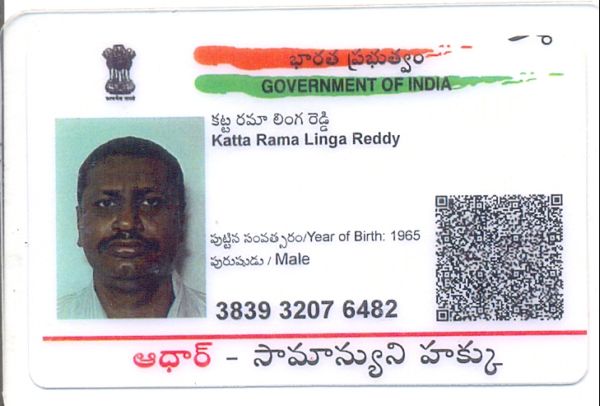 భారత ప్రభుత్వం
GOVERNMENT OF INDIA
కట్ట రమా లింగ రెడ్డి
Katta Rama Linga Reddy
పుట్టిన సంవత్సరం/Year of Birth: 1965
పురుషుడు / Male
3839 3207 6482
ఆధార్ - సామాన్యుని హక్కు